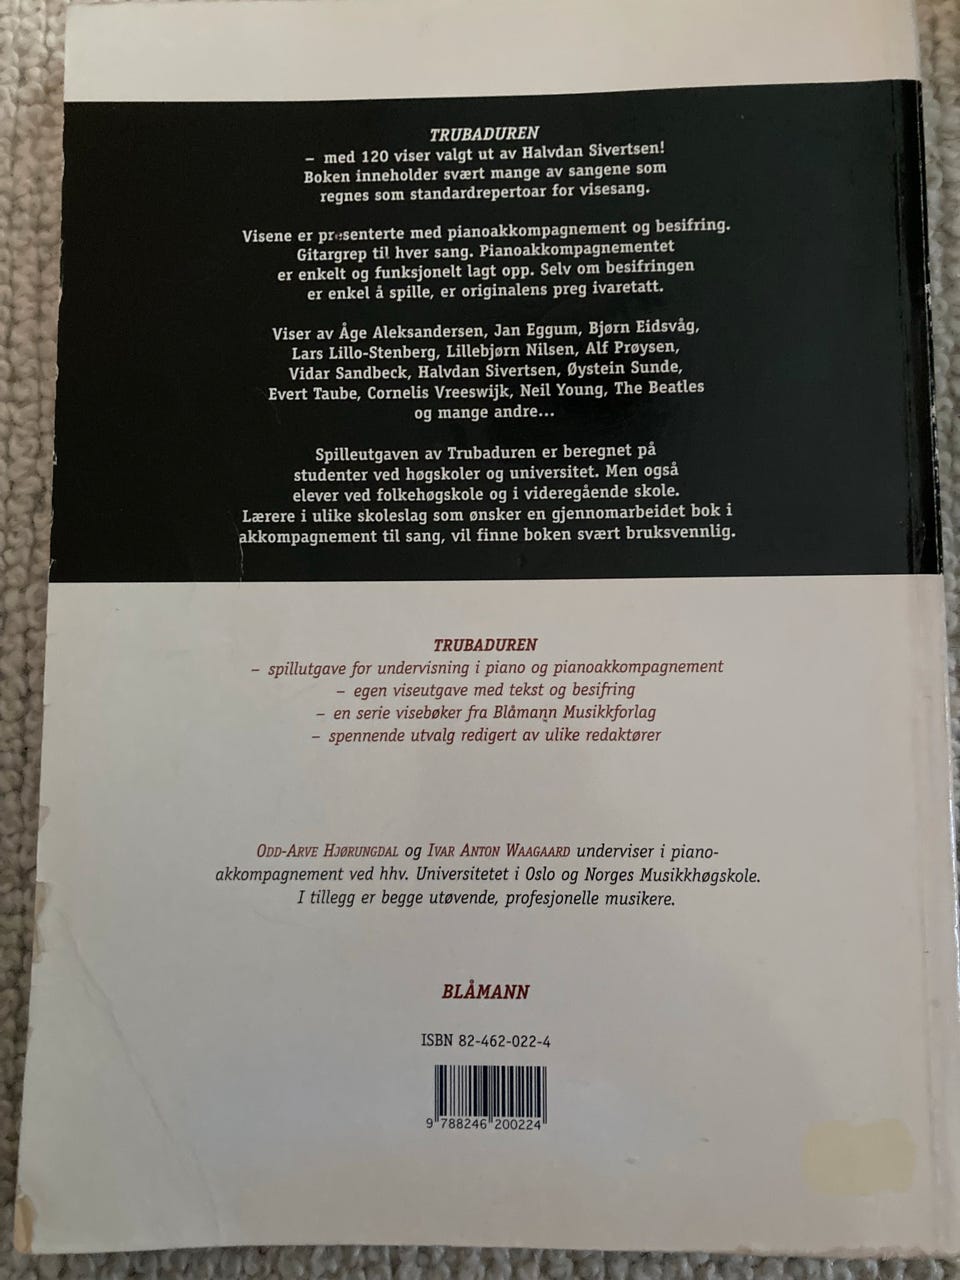 TRUBADUREN
– med 120 viser valgt ut av Halvdan Sivertsen!
Boken inneholder svært mange av sangene som
regnes som standardrepertoar for visesang.
Visene er presenterte med pianoakkompagnement og besifring.
Gitargrep til hver sang. Pianoakkompagnementet
er enkelt og funksjonelt lagt opp. Selv om besifringen
er enkel å spille, er originalens preg ivaretatt.
Viser av Åge Aleksandersen, Jan Eggum, Bjørn Eidsvåg,
Lars Lillo-Stenberg, Lillebjørn Nilsen, Alf Prøysen,
Vidar Sandbeck, Halvdan Sivertsen, Øystein Sunde,
Evert Taube, Cornelis Vreeswijk, Neil Young, The Beatles
og mange andre...
Spilleutgaven av Trubaduren er beregnet på
studenter ved høgskoler og universitet. Men også
elever ved folkehøgskole og i videregående skole.
Lærere i ulike skoleslag som ønsker en gjennomarbeidet bok i
akkompagnement til sang, vil finne boken svært bruksvennlig.
TRUBADUREN
– spillutgave for undervisning i piano og pianoakkompagnement
– egen viseutgave med tekst og besifring
– en serie visebøker fra Blåmann Musikkforlag
– spennende utvalg redigert av ulike redaktører
ODD-ARVE HJØRUNGDAL og IVAR ANTON WAAGAARD underviser i piano-
akkompagnement ved hhv. Universitetet i Oslo og Norges Musikkhøgskole.
I tillegg er begge utøvende, profesjonelle musikere.
BLÅMANN
ISBN 82-462-022-4
9 788246 200224